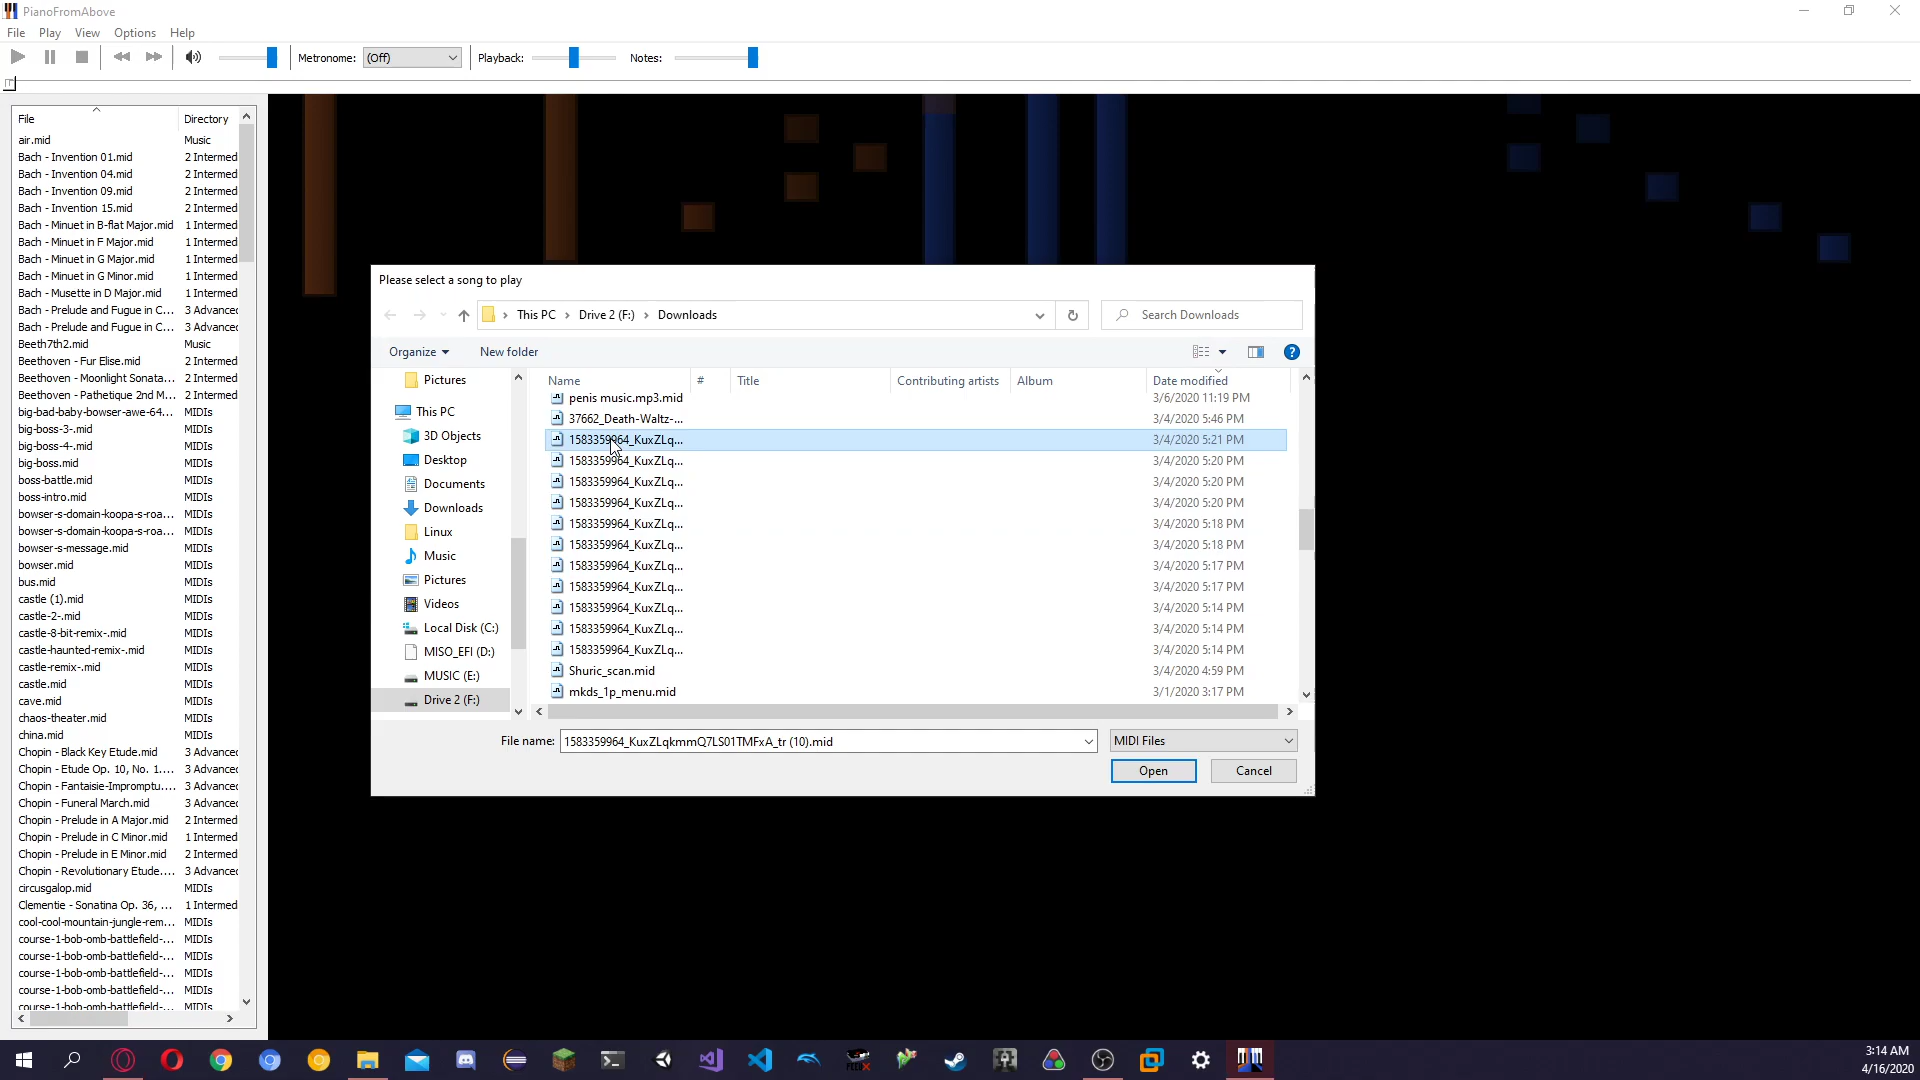 PianoFromAbove
File Play View Options Help
Metronome: (Off) Playback: Notes:
File Directory
air.mid Music
Bach - Invention 01.mid 2 Intermed
Bach - Invention 04.mid 2 Intermed
Bach - Invention 09.mid 2 Intermed
Bach - Invention 15.mid 2 Intermed
Bach - Minuet in B-flat Major.mid 1 Intermed
Bach - Minuet in F Major.mid 1 Intermed
Bach - Minuet in G Major.mid 1 Intermed
Bach - Minuet in G Minor.mid 1 Intermed
Bach - Musette in D Major.mid 1 Intermed
Bach - Prelude and Fugue in C... 3 Advanced
Bach - Prelude and Fugue in C... 3 Advanced
Beeth7th2.mid Music
Beethoven - Fur Elise.mid 2 Intermed
Beethoven - Moonlight Sonata... 2 Intermed
Beethoven - Pathetique 2nd M... 2 Intermed
big-bad-baby-bowser-awe-64... MIDIs
big-boss-3-.mid MIDIs
big-boss-4-.mid MIDIs
big-boss.mid MIDIs
boss-battle.mid MIDIs
boss-intro.mid MIDIs
bowser-s-domain-koopa-s-roa... MIDIs
bowser-s-domain-koopa-s-roa... MIDIs
bowser-s-message.mid MIDIs
bowser.mid MIDIs
bus.mid MIDIs
castle (1).mid MIDIs
castle-2-.mid MIDIs
castle-8-bit-remix-.mid MIDIs
castle-haunted-remix-.mid MIDIs
castle-remix-.mid MIDIs
castle.mid MIDIs
cave.mid MIDIs
chaos-theater.mid MIDIs
china.mid MIDIs
Chopin - Black Key Etude.mid 3 Advanced
Chopin - Etude Op. 10, No. 1.... 3 Advanced
Chopin - Fantaisie-Impromptu.... 3 Advanced
Chopin - Funeral March.mid 3 Advanced
Chopin - Prelude in A Major.mid 2 Intermed
Chopin - Prelude in C Minor.mid 1 Intermed
Chopin - Prelude in E Minor.mid 2 Intermed
Chopin - Revolutionary Etude.... 3 Advanced
circusgalop.mid MIDIs
Clementie - Sonatina Op. 36, ... 1 Intermed
cool-cool-mountain-jungle-rem... MIDIs
course-1-bob-omb-battlefield-... MIDIs
course-1-bob-omb-battlefield-... MIDIs
course-1-bob-omb-battlefield-... MIDIs
course-1-bob-omb-battlefield-... MIDIs
course-1-bob-omb-battlefield-... MIDIs
Please select a song to play
This PC Drive 2 (F:) Downloads
Search Downloads
Organize New folder
Pictures
This PC
3D Objects
Desktop
Documents
Downloads
Linux
Music
Pictures
Videos
Local Disk (C:)
MISO_EFI (D:)
MUSIC (E:)
Drive 2 (F:)
Name # Title Contributing artists Album Date modified
penis music.mp3.mid 3/6/2020 11:19 PM
37662_Death-Waltz-... 3/4/2020 5:46 PM
1583359964_KuxZLq... 3/4/2020 5:21 PM
1583359964_KuxZLq... 3/4/2020 5:20 PM
1583359964_KuxZLq... 3/4/2020 5:20 PM
1583359964_KuxZLq... 3/4/2020 5:20 PM
1583359964_KuxZLq... 3/4/2020 5:18 PM
1583359964_KuxZLq... 3/4/2020 5:18 PM
1583359964_KuxZLq... 3/4/2020 5:17 PM
1583359964_KuxZLq... 3/4/2020 5:17 PM
1583359964_KuxZLq... 3/4/2020 5:14 PM
1583359964_KuxZLq... 3/4/2020 5:14 PM
1583359964_KuxZLq... 3/4/2020 5:14 PM
Shuric_scan.mid 3/4/2020 4:59 PM
mkds_1p_menu.mid 3/1/2020 3:17 PM
File name: 1583359964_KuxZLqkmmQ7LS01TMFxA_tr (10).mid MIDI Files
Open Cancel
3:14 AM
4/16/2020